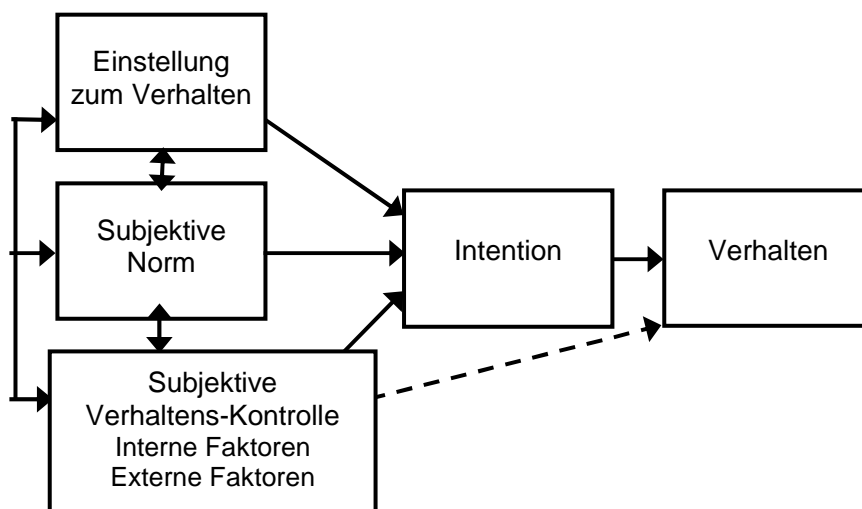 Einstellung
zum Verhalten
Subjektive
Norm
Intention
Verhalten
Subjektive
Verhaltens-Kontrolle
Interne Faktoren
Externe Faktoren